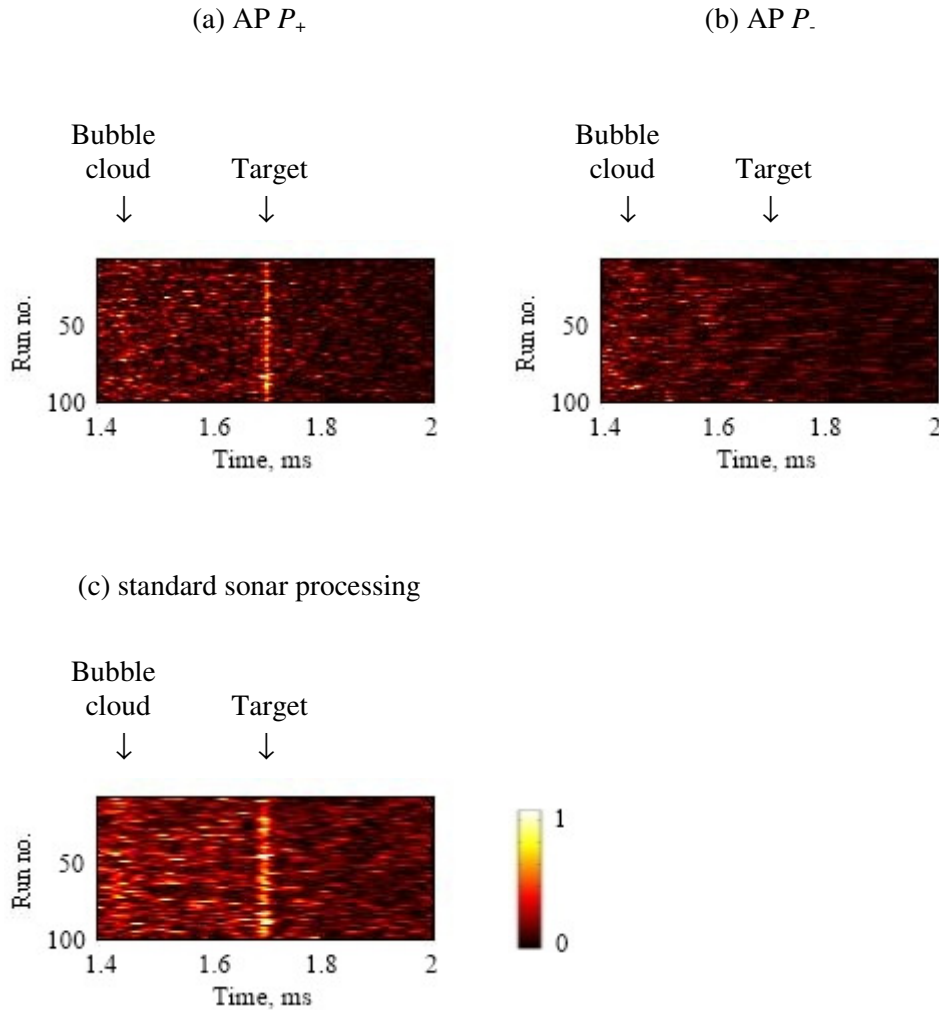 (a) AP P₊
(b) AP P₋
Bubble
cloud
Target
↓
↓
Bubble
cloud
Target
↓
↓
Run no.
50
100
1.4
1.6
1.8
2
Time, ms
Run no.
50
100
1.4
1.6
1.8
2
Time, ms
(c) standard sonar processing
Bubble
cloud
Target
↓
↓
Run no.
50
100
1.4
1.6
1.8
2
Time, ms
1
0